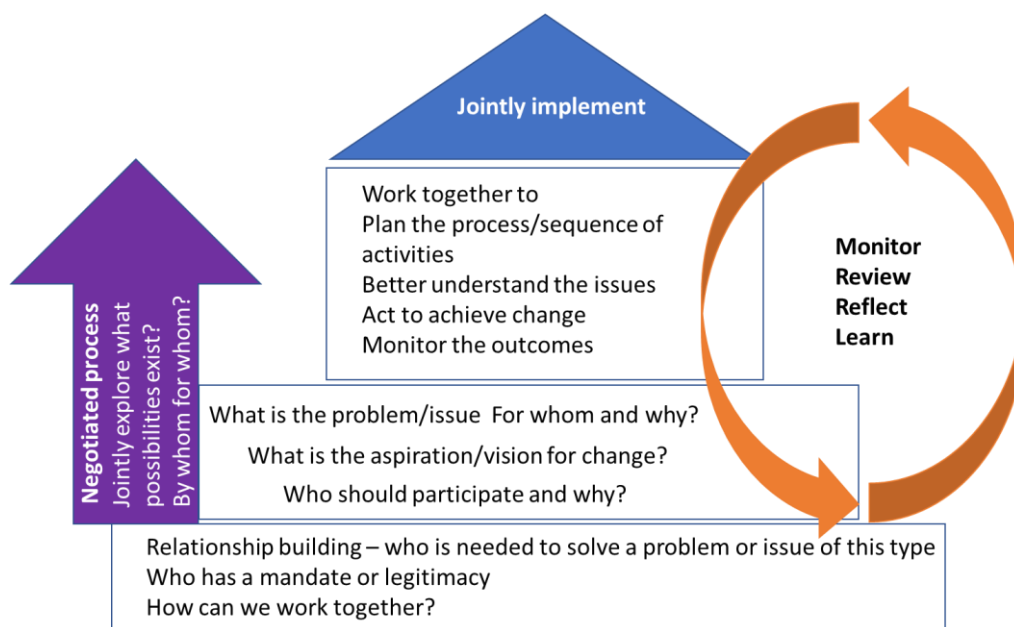 Jointly implement
Work together to
Plan the process/sequence of
activities
Better understand the issues
Act to achieve change
Monitor the outcomes
Monitor
Review
Reflect
Learn
Negotiated process
Jointly explore what
possibilities exist?
By whom for whom?
What is the problem/issue  For whom and why?
What is the aspiration/vision for change?
Who should participate and why?
Relationship building – who is needed to solve a problem or issue of this type
Who has a mandate or legitimacy
How can we work together?